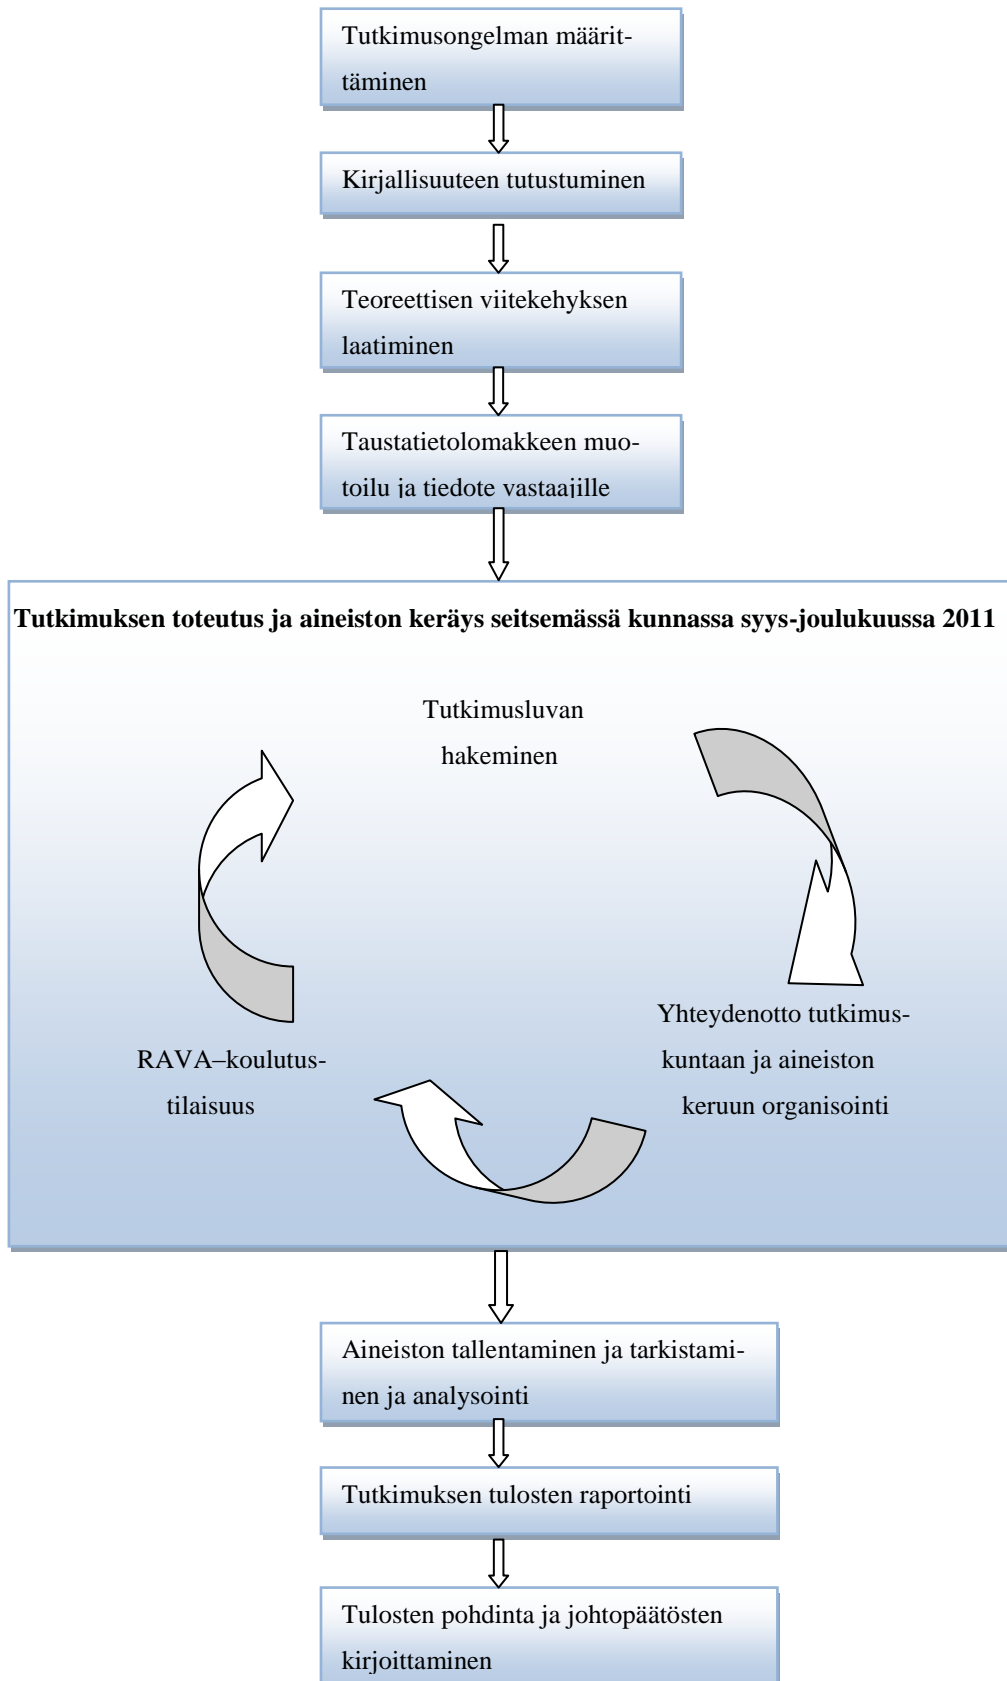 Tutkimusongelman määrit-
täminen
Kirjallisuuteen tutustuminen
Teoreettisen viitekehyksen
laatiminen
Taustatietolomakkeen muo-
toilu ja tiedote vastaajille
Tutkimuksen toteutus ja aineiston keräys seitsemässä kunnassa syys-joulukuussa 2011
Tutkimusluvan
hakeminen
Yhteydenotto tutkimus-
kuntaan ja aineiston
keruun organisointi
RAVA–koulutus-
tilaisuus
Aineiston tallentaminen ja tarkistami-
nen ja analysointi
Tutkimuksen tulosten raportointi
Tulosten pohdinta ja johtopäätösten
kirjoittaminen